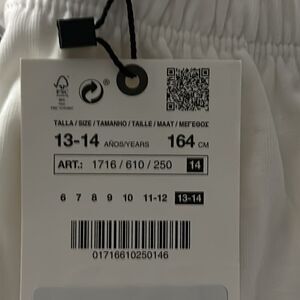 FSC
TALLA / SIZE / TAMANHO / TAILLE / MAAT / ΜΕΓΕΘΟΣ
13-14 AÑOS/YEARS 164 CM
ART.: 1716 / 610 / 250 14
6 7 8 9 10 11-12 13-14
01716610250146